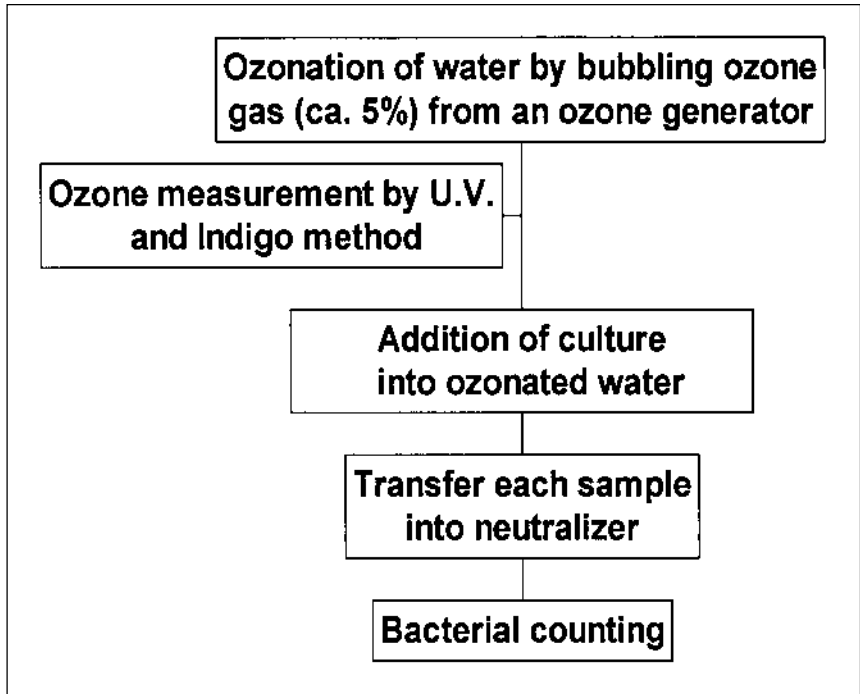 Ozonation of water by bubbling ozone
gas (ca. 5%) from an ozone generator
Ozone measurement by U.V.
and Indigo method
Addition of culture
into ozonated water
Transfer each sample
into neutralizer
Bacterial counting